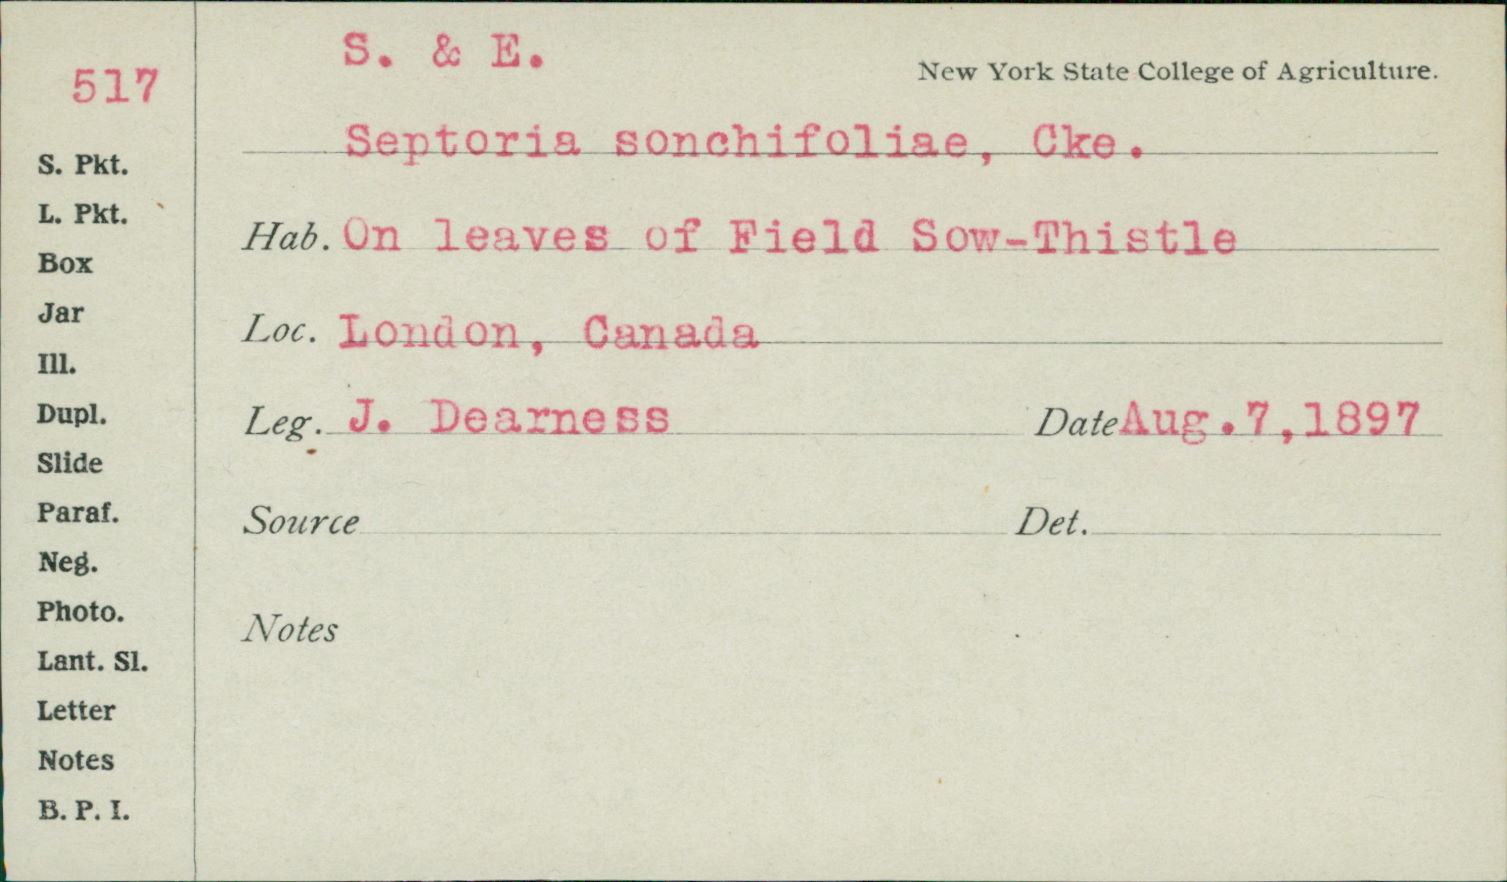 517
S. Pkt.
L. Pkt.
Box
Jar
Ill.
Dupl.
Slide
Paraf.
Neg.
Photo.
Lant. Sl.
Letter
Notes
B. P. I.
S. & E.
New York State College of Agriculture.
Septoria sonchifoliae, Cke.
Hab. On leaves of Field Sow-Thistle
Loc. London, Canada
Leg. J. Dearness Date Aug.7,1897
Source Det.
Notes